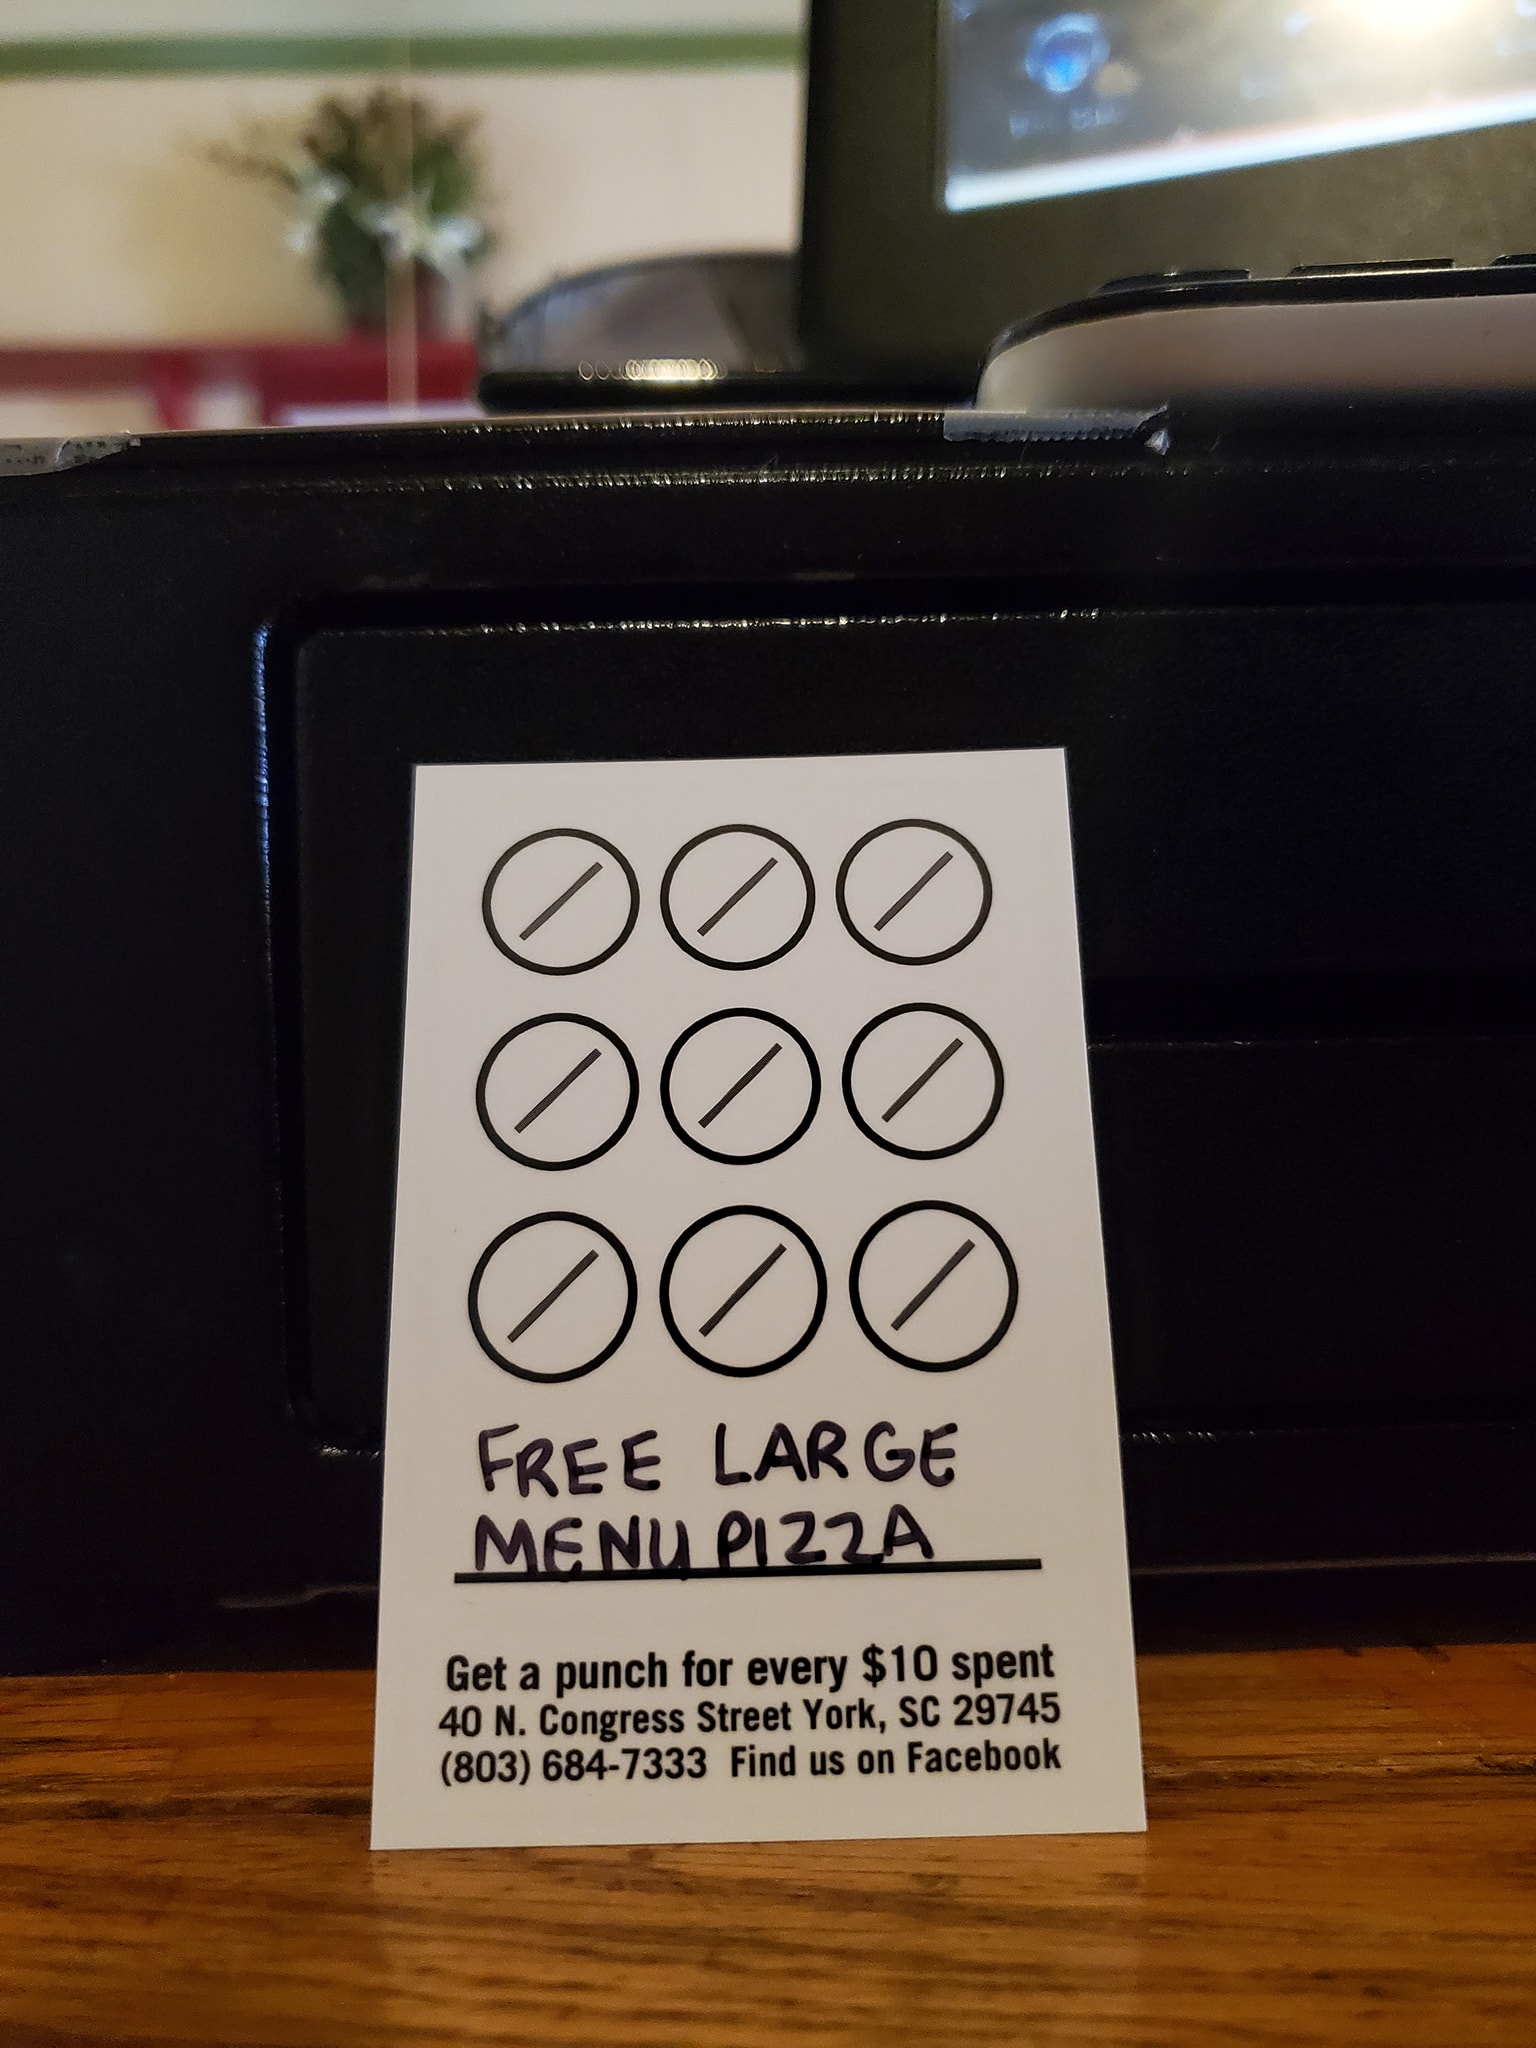 FREE LARGE
MENU PIZZA
Get a punch for every $10 spent
40 N. Congress Street York, SC 29745
(803) 684-7333 Find us on Facebook